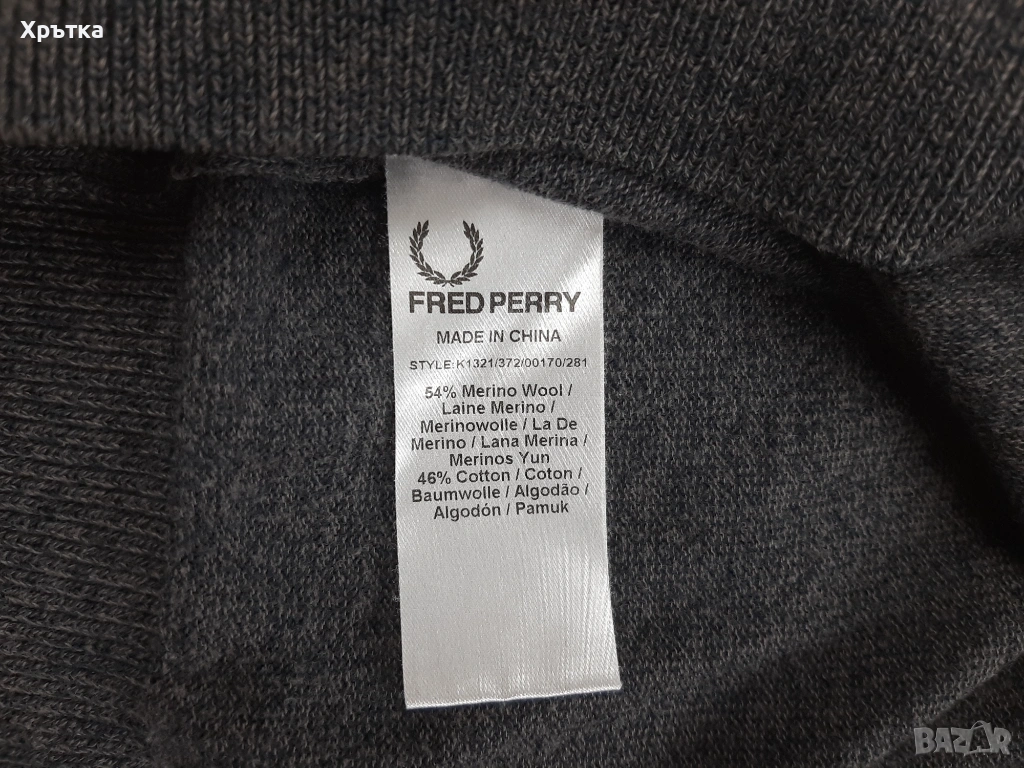 Хрътка
FRED PERRY
MADE IN CHINA
STYLE:K1321/372/00170/281
54% Merino Wool /
Laine Merino /
Merinowolle / La De
Merino / Lana Merina /
Merinos Yun
46% Cotton / Coton /
Baumwolle / Algodão /
Algodón / Pamuk
BAZAR